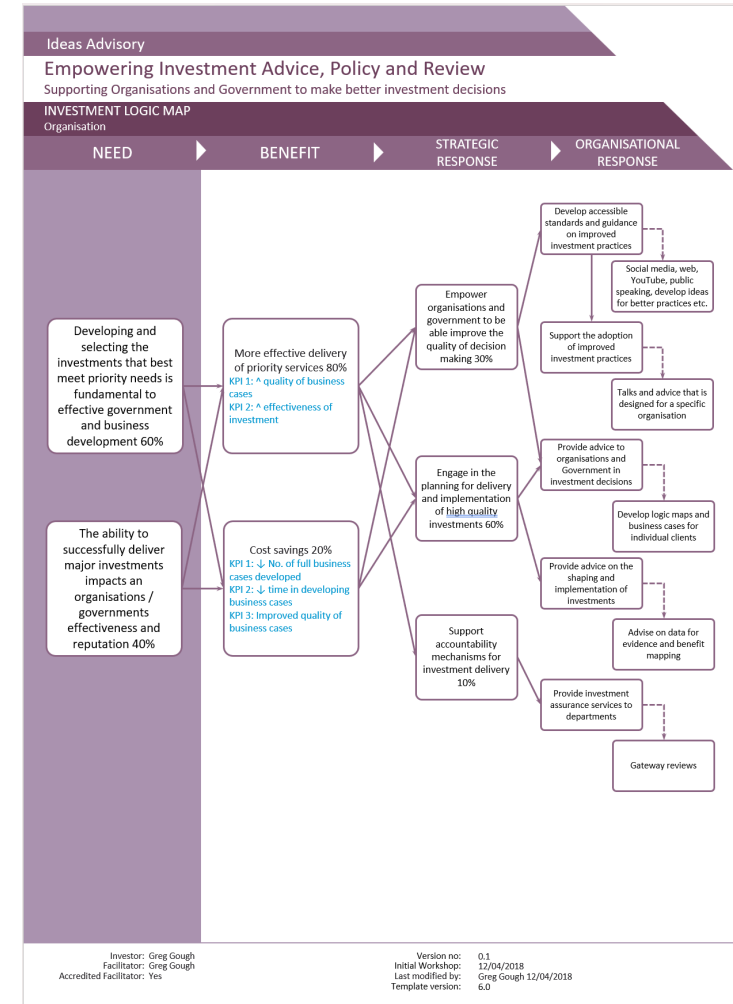 Ideas Advisory
Empowering Investment Advice, Policy and Review
Supporting Organisations and Government to make better investment decisions
INVESTMENT LOGIC MAP
Organisation
NEED
BENEFIT
STRATEGIC
RESPONSE
ORGANISATIONAL
RESPONSE
Developing and
selecting the
investments that best
meet priority needs is
fundamental to
effective government
and business
development 60%
The ability to
successfully deliver
major investments
impacts an
organisations /
governments
effectiveness and
reputation 40%
More effective delivery
of priority services 80%
KPI 1: ^ quality of business
cases
KPI 2: ^ effectiveness of
investment
Cost savings 20%
KPI 1: ↓ No. of full business
cases developed
KPI 2: ↓ time in developing
business cases
KPI 3: Improved quality of
business cases
Empower
organisations and
government to be
able improve the
quality of decision
making 30%
Engage in the
planning for delivery
and implementation
of high quality
investments 60%
Support
accountability
mechanisms for
investment delivery
10%
Develop accessible
standards and guidance
on improved
investment practices
Social media, web,
YouTube, public
speaking, develop ideas
for better practices etc.
Support the adoption
of improved
investment practices
Talks and advice that is
designed for a specific
organisation
Provide advice to
organisations and
Government in
investment decisions
Develop logic maps and
business cases for
individual clients
Provide advice on the
shaping and
implementation of
investments
Advise on data for
evidence and benefit
mapping
Provide investment
assurance services to
departments
Gateway reviews
Investor: Greg Gough
Facilitator: Greg Gough
Accredited Facilitator: Yes
Version no: 0.1
Initial Workshop: 12/04/2018
Last modified by: Greg Gough 12/04/2018
Template version: 6.0